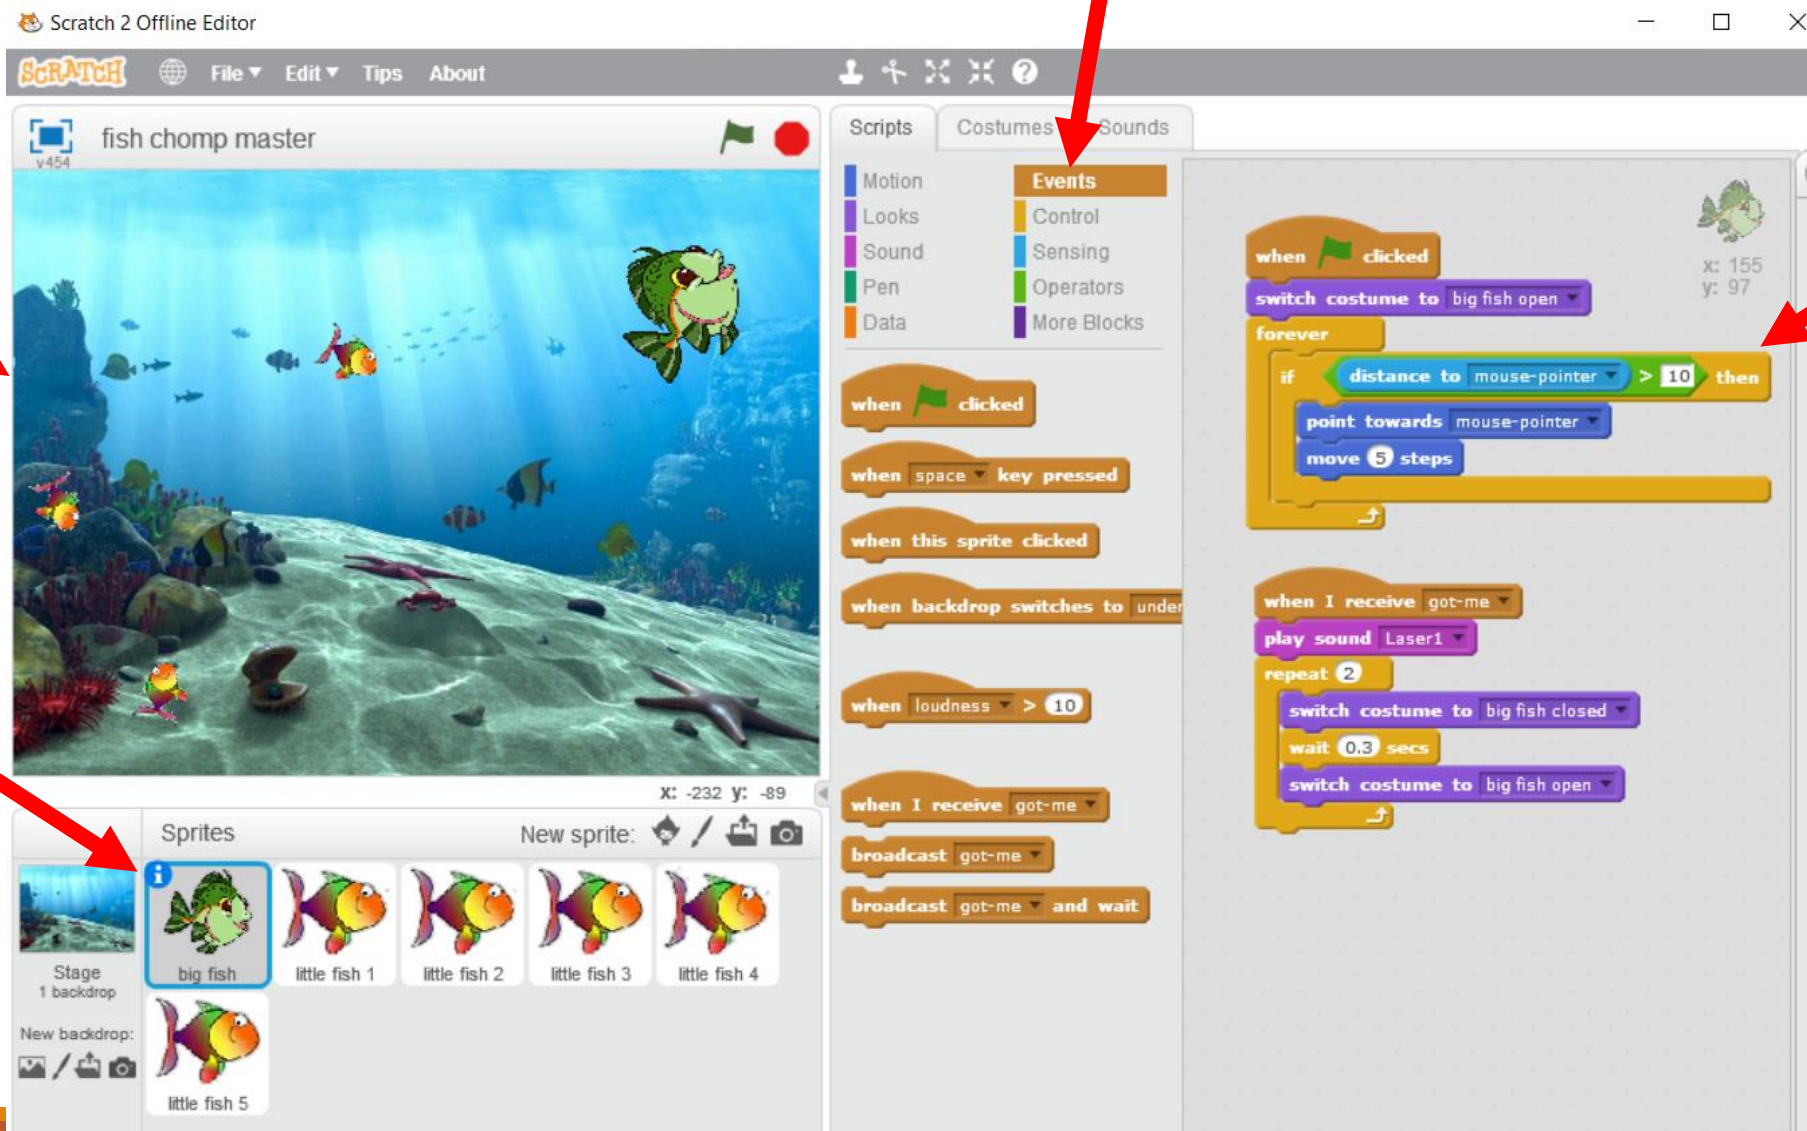 Scratch 2 Offline Editor
SCRATCH File Edit Tips About
v454
fish chomp master
Scripts Costumes Sounds
Motion Events
Looks Control
Sound Sensing
Pen Operators
Data More Blocks
when clicked
when space key pressed
when this sprite clicked
when backdrop switches to under
when loudness > 10
when I receive got-me
broadcast got-me
broadcast got-me and wait
x: 155
y: 97
when clicked
switch costume to big fish open
forever
if distance to mouse-pointer > 10 then
point towards mouse-pointer
move 5 steps
when I receive got-me
play sound Laser1
repeat 2
switch costume to big fish closed
wait 0.3 secs
switch costume to big fish open
X: -232 y: -89
Sprites New sprite:
Stage
1 backdrop
New backdrop:
big fish little fish 1 little fish 2 little fish 3 little fish 4
little fish 5